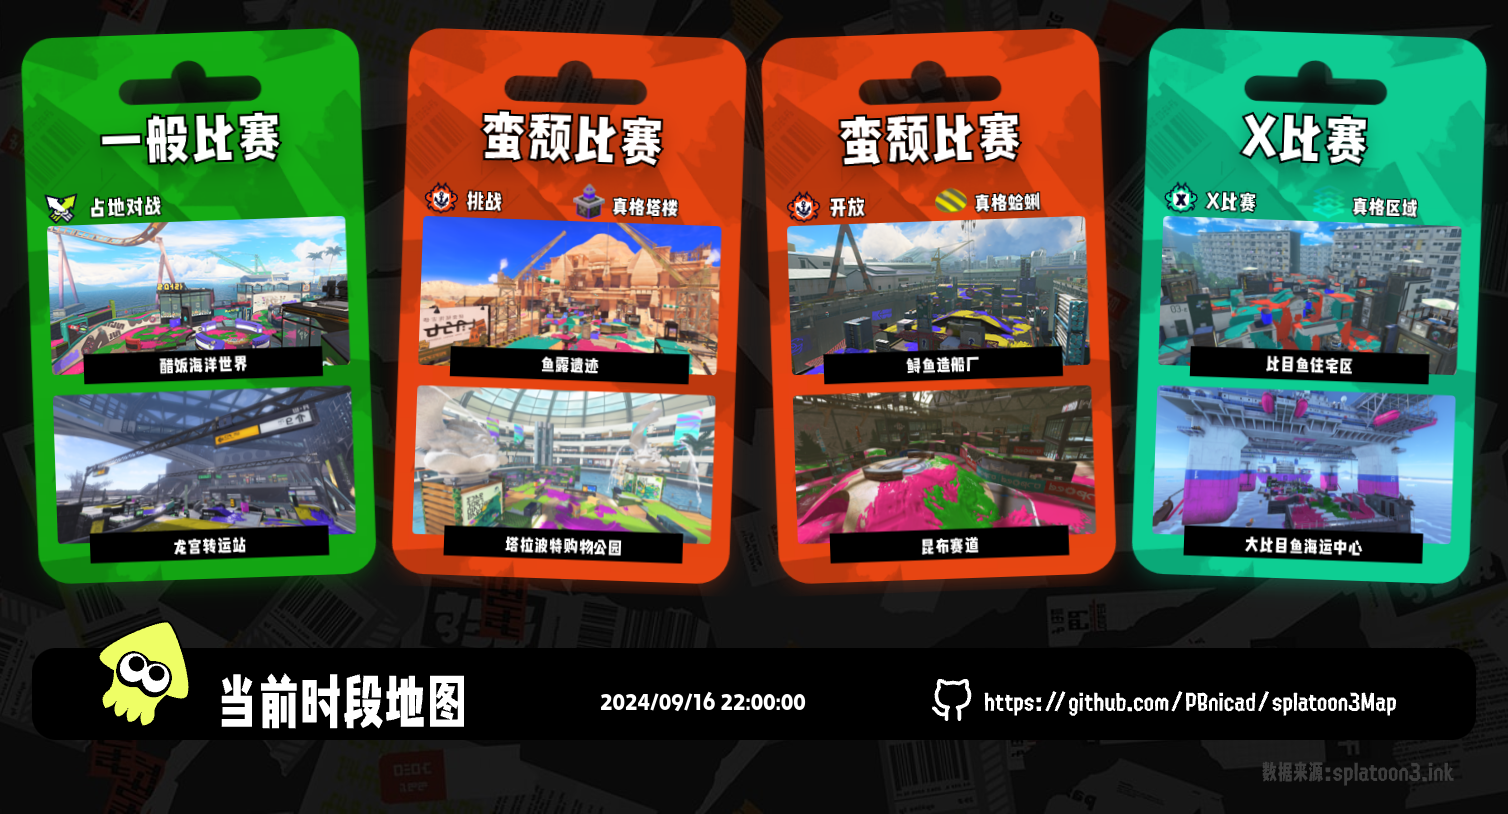 一般比赛
占地对战
醋饭海洋世界
龙宫转运站
蛮颓比赛
挑战
真格塔楼
鱼露遗迹
塔拉波特购物公园
蛮颓比赛
开放
真格蛤蜊
鲟鱼造船厂
昆布赛道
X比赛
X比赛
真格区域
比目鱼住宅区
大比目鱼海运中心
当前时段地图
2024/09/16 22:00:00
https://github.com/PBnicad/splatoon3Map
数据来源:splatoon3.ink